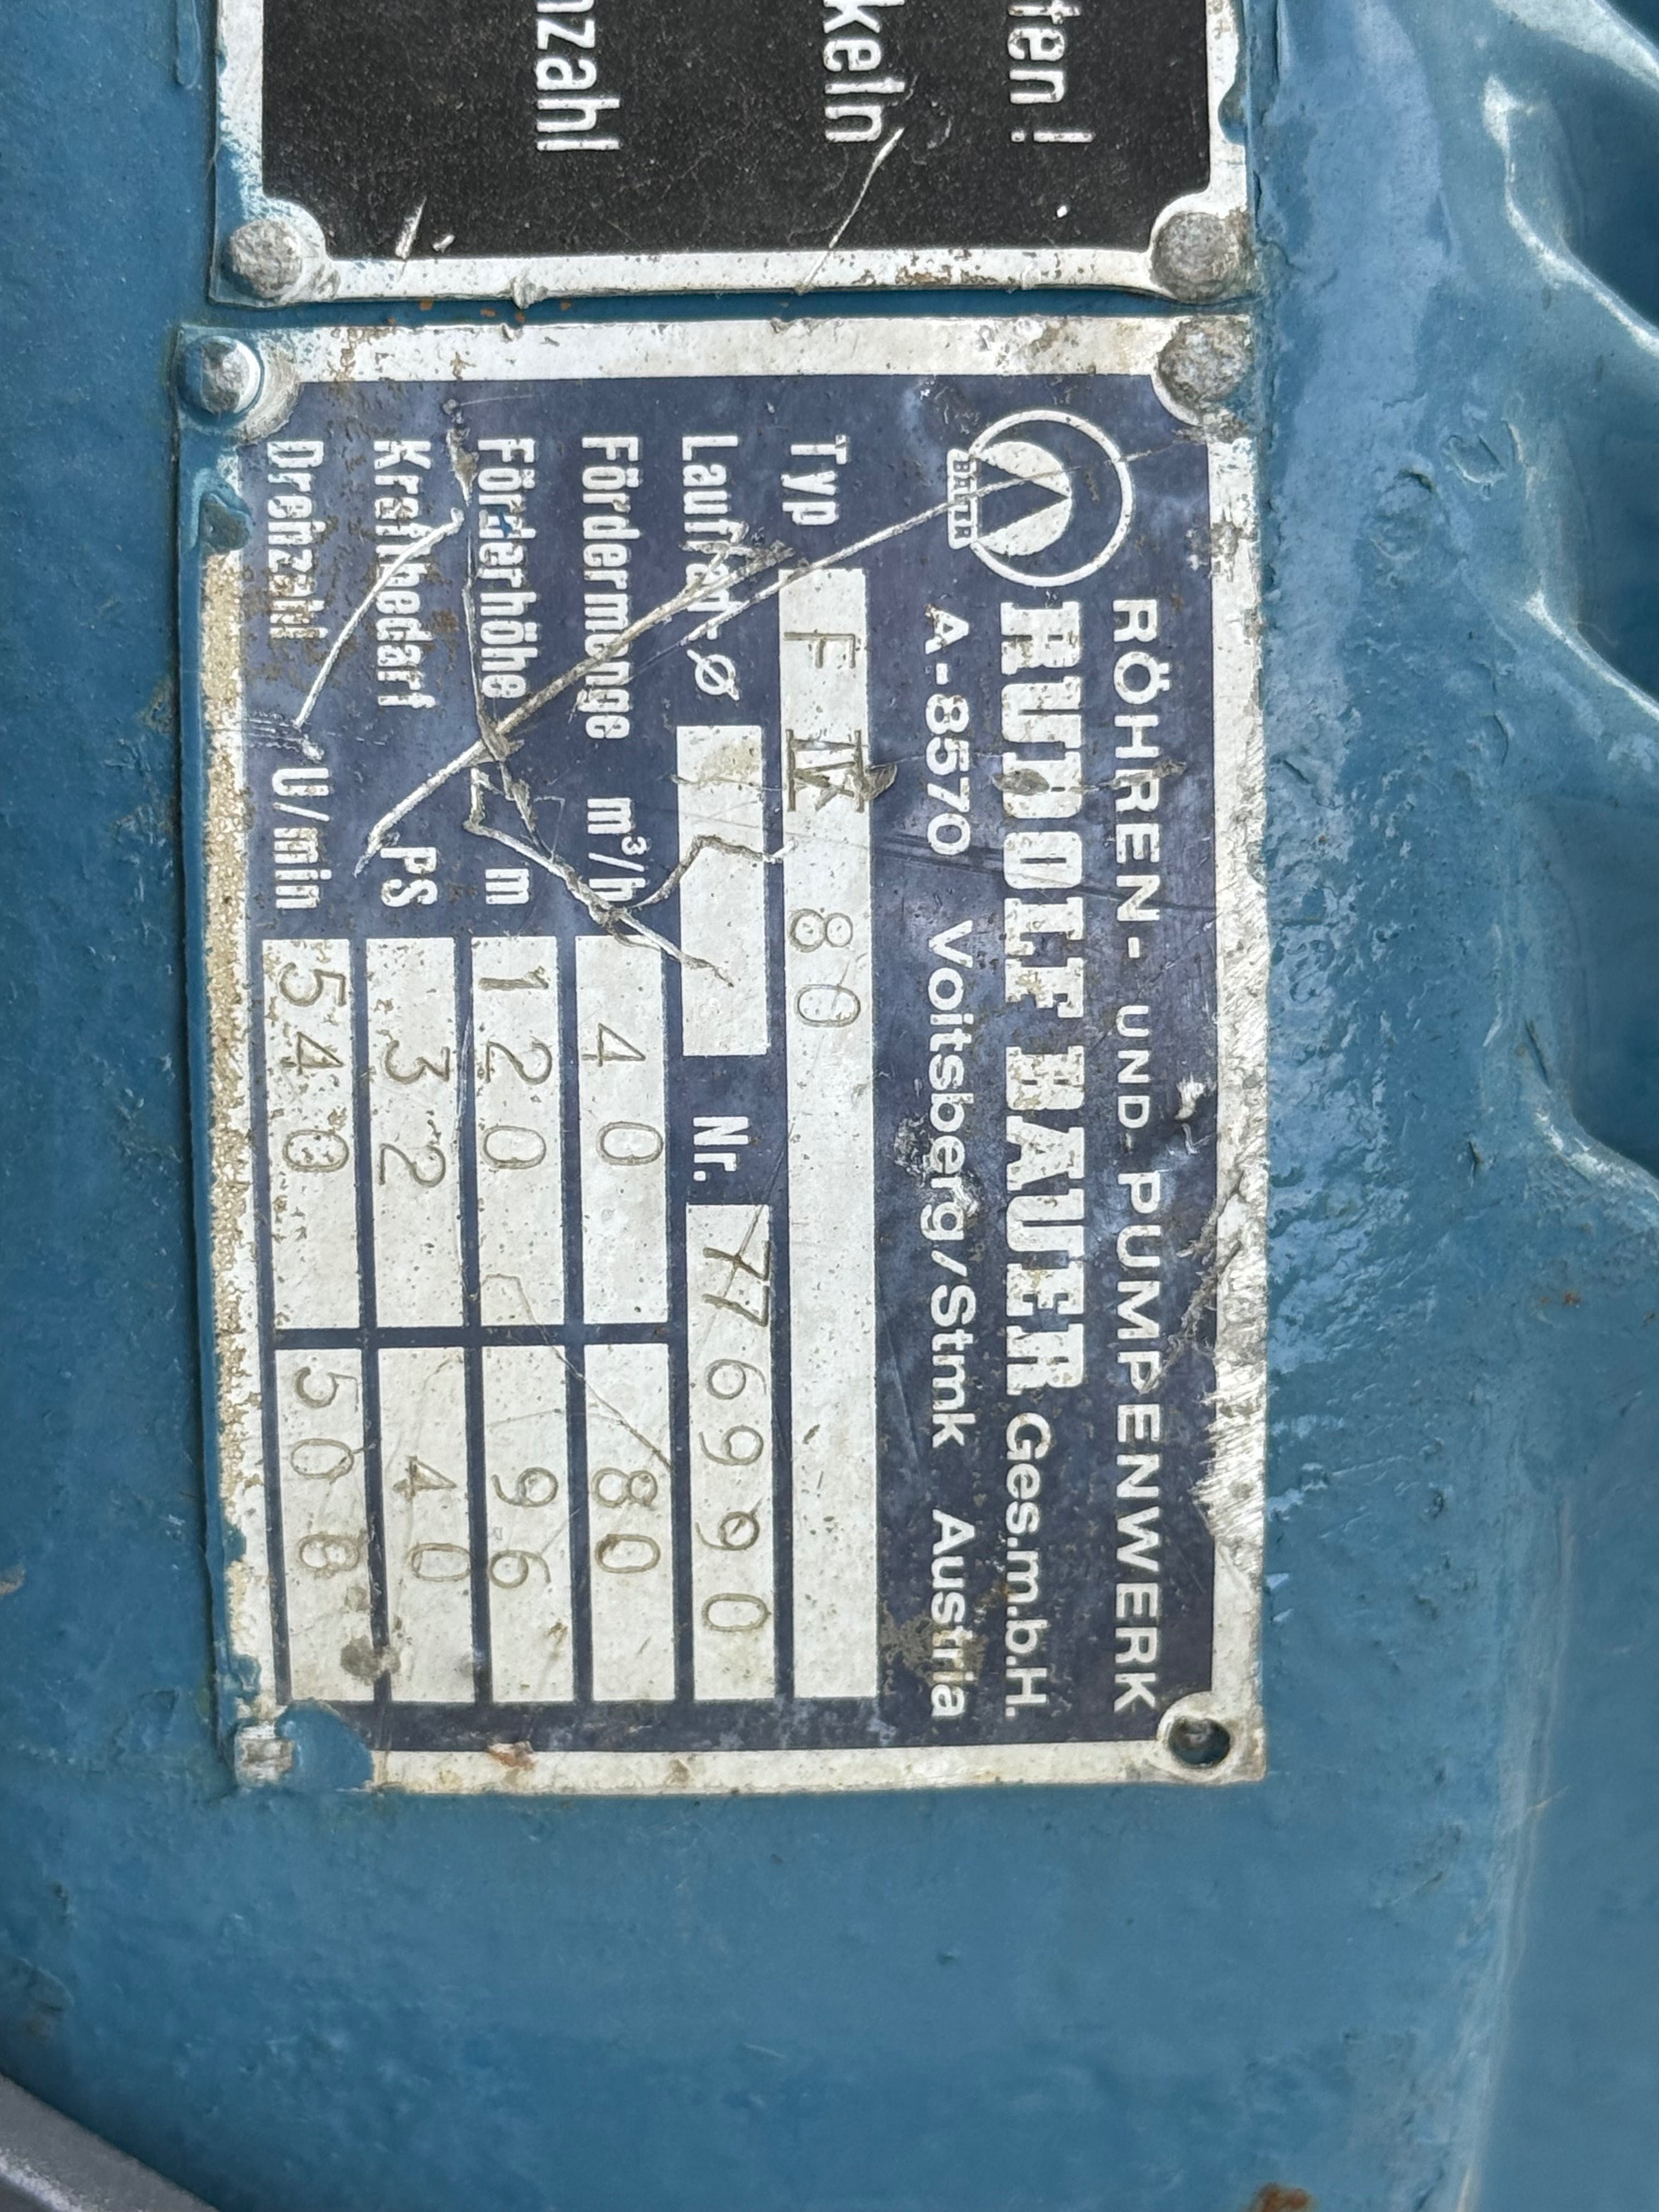 ten!
keln
nzahl
BAUER
RÖHREN- UND PUMPENWERK
RUDOLF BAUER Ges.m.b.H.
A-8570 Voitsberg/Stmk Austria
Typ F IV 80
Laufrad-Ø Nr. 776990
Fördermenge m³/h 40 80
Förderhöhe m 120 96
Kraftbedarf PS 32 40
Drehzahl U/min 540 508